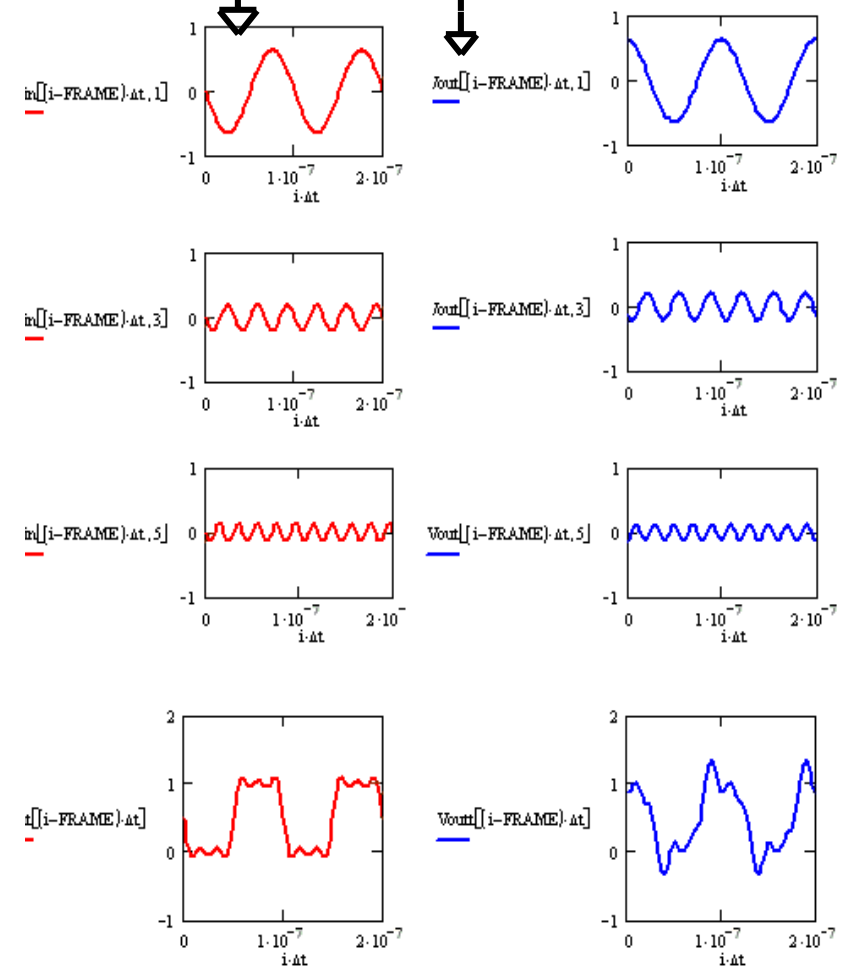 1
in[(i−FRAME)·Δt,1] 0
-1
0 1·10⁻⁷ 2·10⁻⁷
i·Δt
1
Vout[(i−FRAME)·Δt,1] 0
-1
0 1·10⁻⁷ 2·10⁻⁷
i·Δt
1
in[(i−FRAME)·Δt,3] 0
-1
0 1·10⁻⁷ 2·10⁻⁷
i·Δt
1
Vout[(i−FRAME)·Δt,3] 0
-1
0 1·10⁻⁷ 2·10⁻⁷
i·Δt
1
in[(i−FRAME)·Δt,5] 0
-1
0 1·10⁻⁷ 2·10⁻
i·Δt
1
Vout[(i−FRAME)·Δt,5] 0
-1
0 1·10⁻⁷ 2·10⁻⁷
i·Δt
2
1
t[(i−FRAME)·Δt]
0
-1
0 1·10⁻⁷ 2·10⁻⁷
i·Δt
2
1
Voutt[(i−FRAME)·Δt]
0
-1
0 1·10⁻⁷ 2·10⁻⁷
i·Δt